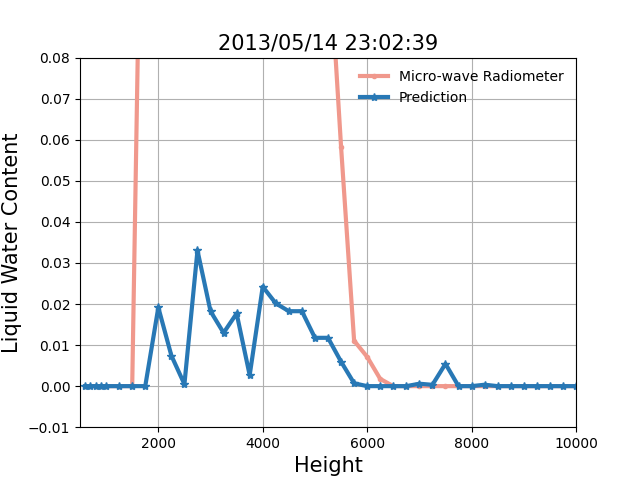 2013/05/14 23:02:39
Micro-wave Radiometer
Prediction
Liquid Water Content
0.08
0.07
0.06
0.05
0.04
0.03
0.02
0.01
0.00
−0.01
2000 4000 6000 8000 10000
Height